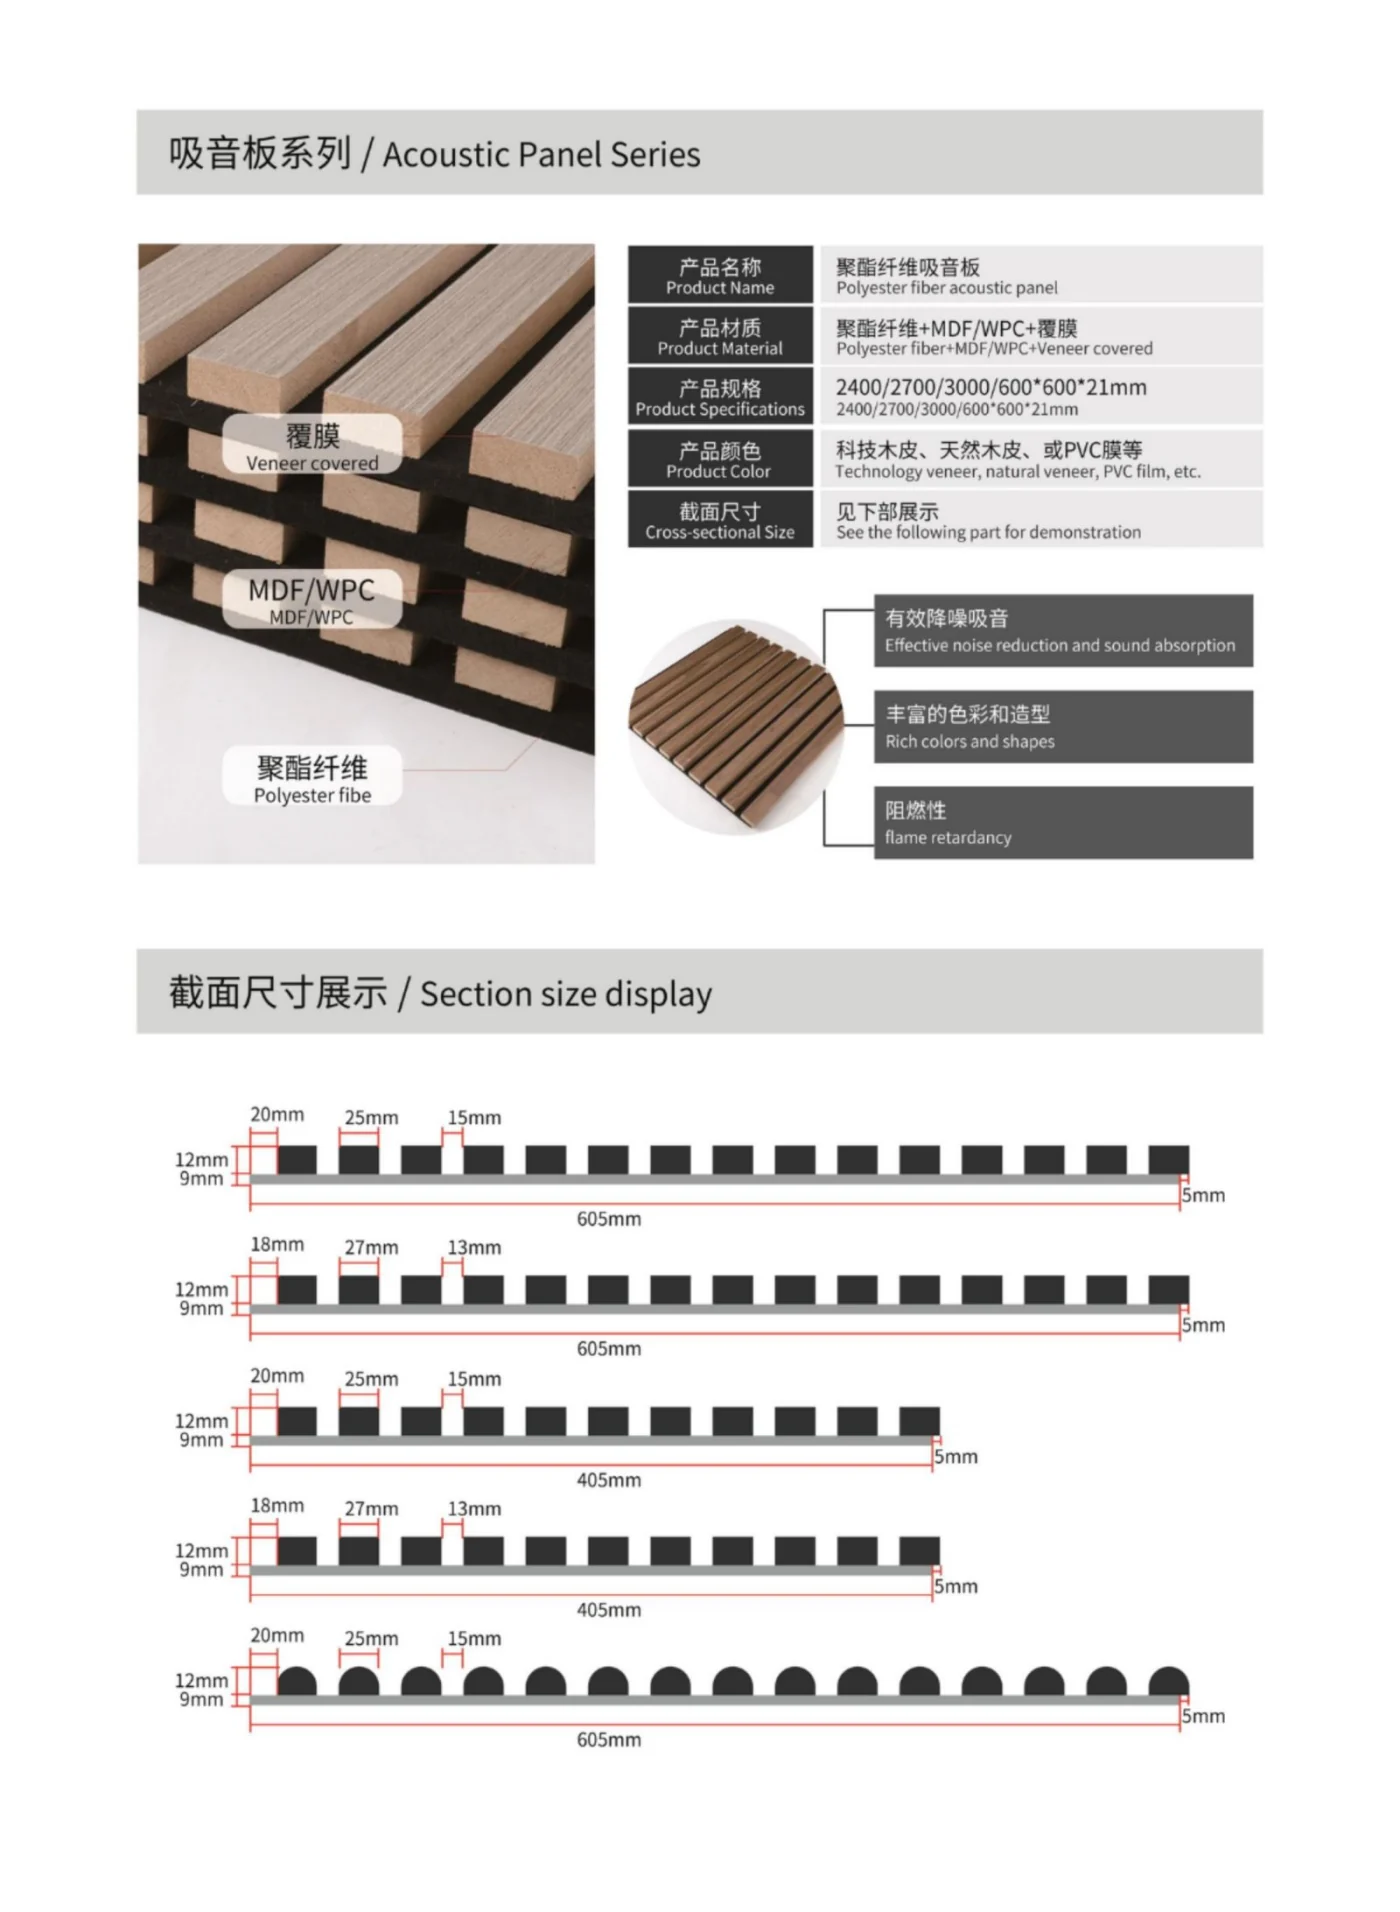 吸音板系列 / Acoustic Panel Series
产品名称
Product Name
聚酯纤维吸音板
Polyester fiber acoustic panel
产品材质
Product Material
聚酯纤维+MDF/WPC+覆膜
Polyester fiber+MDF/WPC+Veneer covered
产品规格
Product Specifications
2400/2700/3000/600*600*21mm
2400/2700/3000/600*600*21mm
产品颜色
Product Color
科技木皮、天然木皮、或PVC膜等
Technology veneer, natural veneer, PVC film, etc.
截面尺寸
Cross-sectional Size
见下部展示
See the following part for demonstration
覆膜
Veneer covered
MDF/WPC
MDF/WPC
聚酯纤维
Polyester fibe
有效降噪吸音
Effective noise reduction and sound absorption
丰富的色彩和造型
Rich colors and shapes
阻燃性
flame retardancy
截面尺寸展示 / Section size display
20mm 25mm 15mm
12mm
9mm
5mm
605mm
18mm 27mm 13mm
12mm
9mm
5mm
605mm
20mm 25mm 15mm
12mm
9mm
5mm
405mm
18mm 27mm 13mm
12mm
9mm
5mm
405mm
20mm 25mm 15mm
12mm
9mm
5mm
605mm